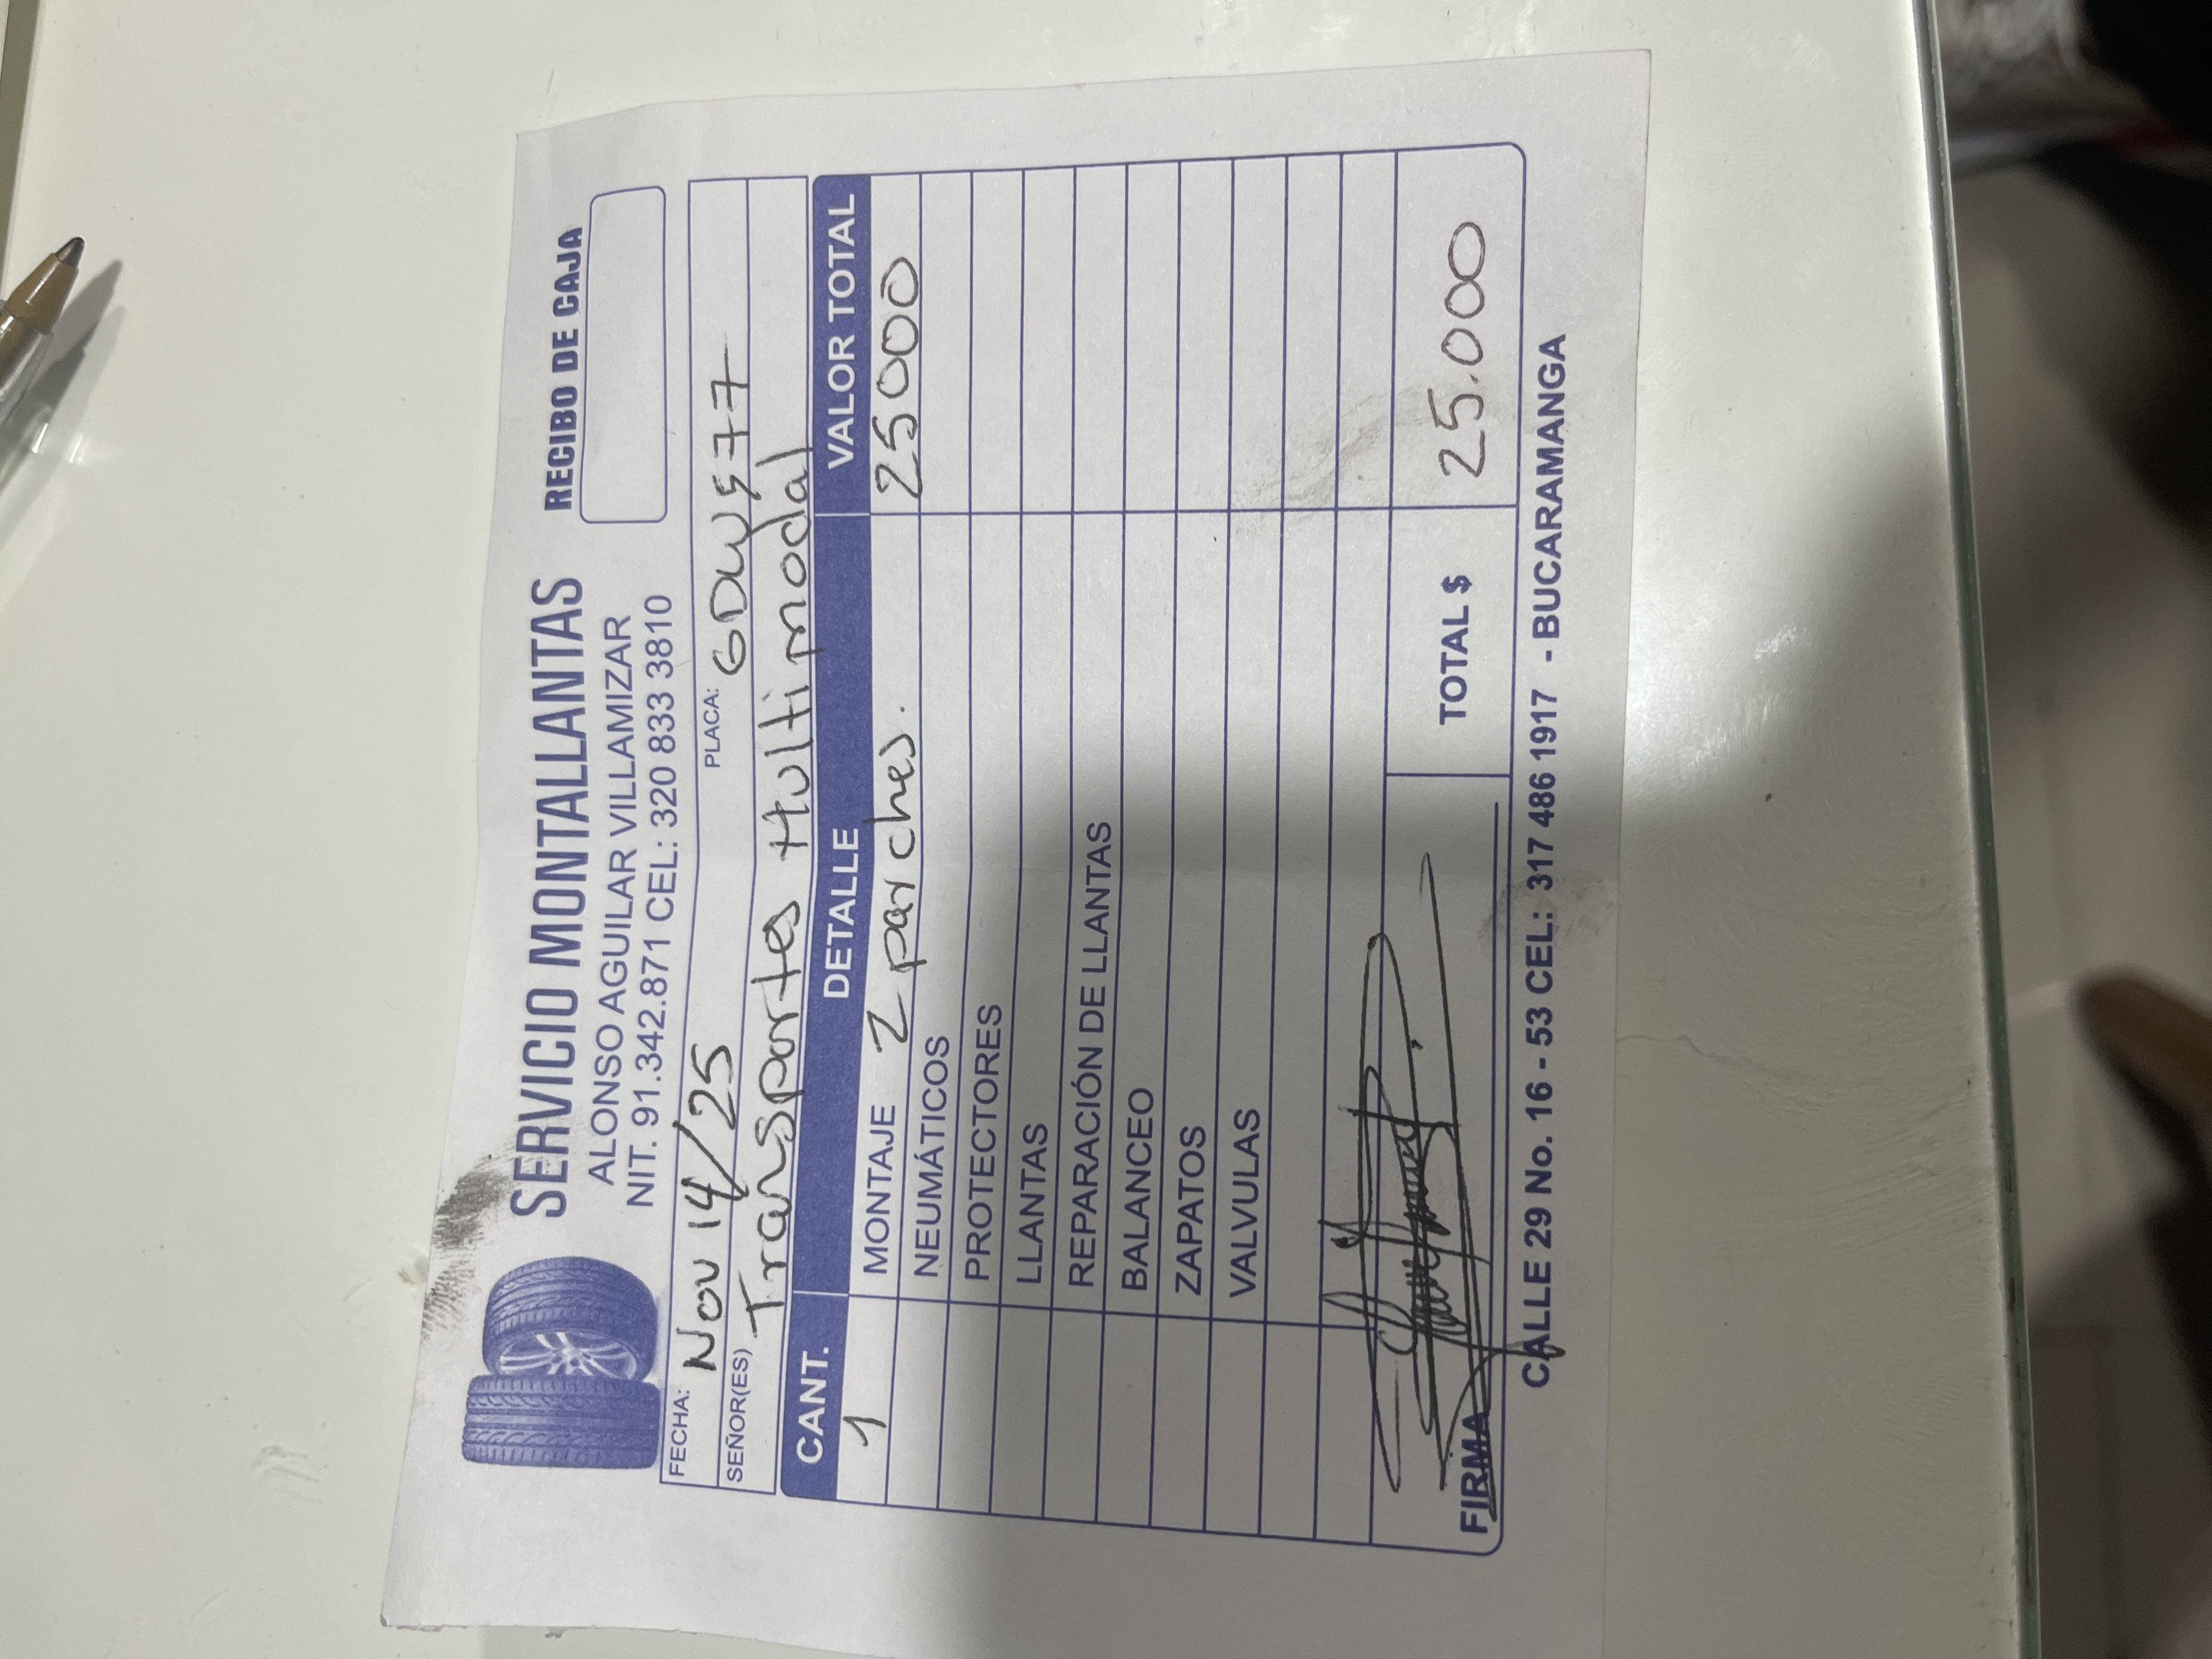 SERVICIO MONTALLANTAS
RECIBO DE CAJA
ALONSO AGUILAR VILLAMIZAR
NIT. 91.342.871 CEL: 320 833 3810
FECHA: Nov 14/25 PLACA: GDW577
SEÑOR(ES) Transportes Multimodal
CANT. DETALLE VALOR TOTAL
1 MONTAJE 2 parches. 25000
NEUMÁTICOS
PROTECTORES
LLANTAS
REPARACIÓN DE LLANTAS
BALANCEO
ZAPATOS
VALVULAS
FIRMA TOTAL $ 25.000
CALLE 29 No. 16 - 53 CEL: 317 486 1917 - BUCARAMANGA